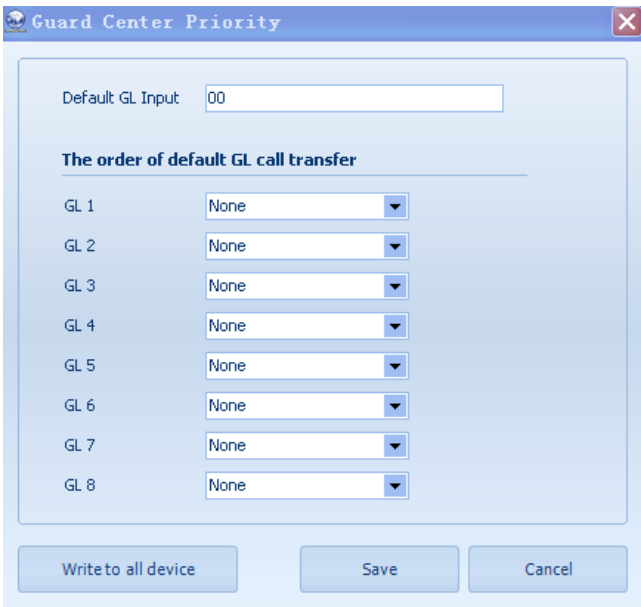 Guard Center Priority
Default GL Input 00
The order of default GL call transfer
GL 1 None
GL 2 None
GL 3 None
GL 4 None
GL 5 None
GL 6 None
GL 7 None
GL 8 None
Write to all device Save Cancel